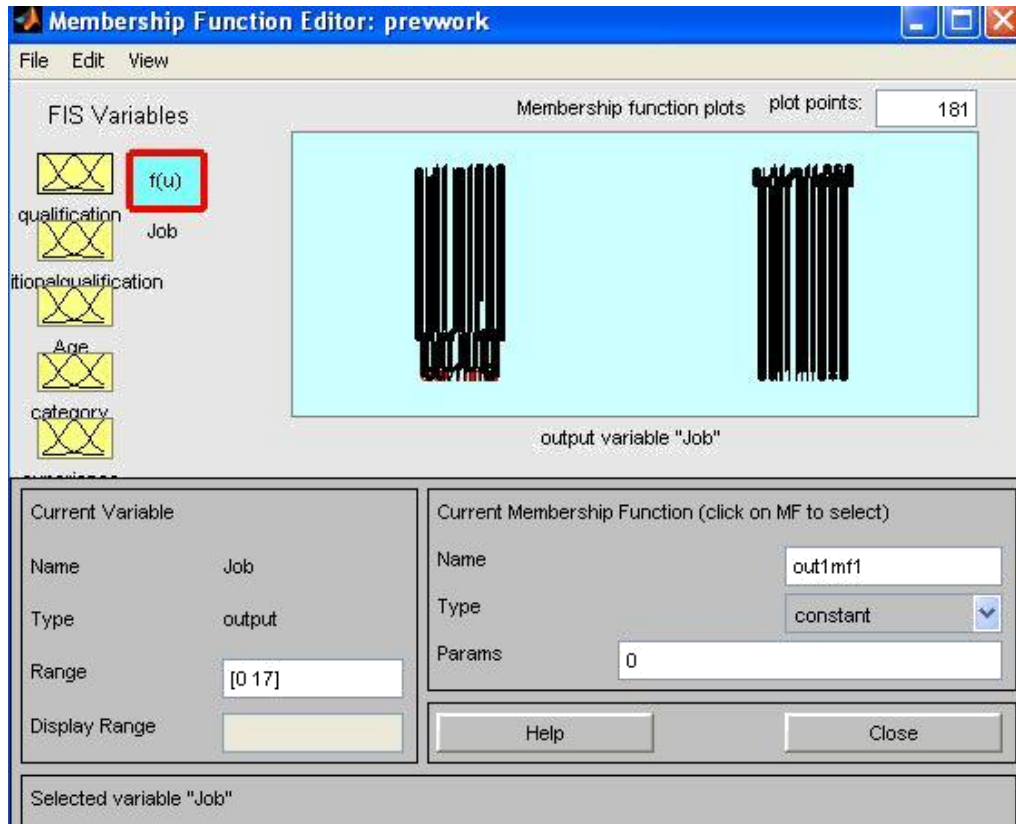 Membership Function Editor: prevwork
File Edit View
FIS Variables
Membership function plots plot points: 181
f(u)
qualification
Job
itionalqualification
Age
category
output variable "Job"
Current Variable
Name Job
Type output
Range [0 17]
Display Range
Current Membership Function (click on MF to select)
Name out1mf1
Type constant
Params 0
Help Close
Selected variable "Job"